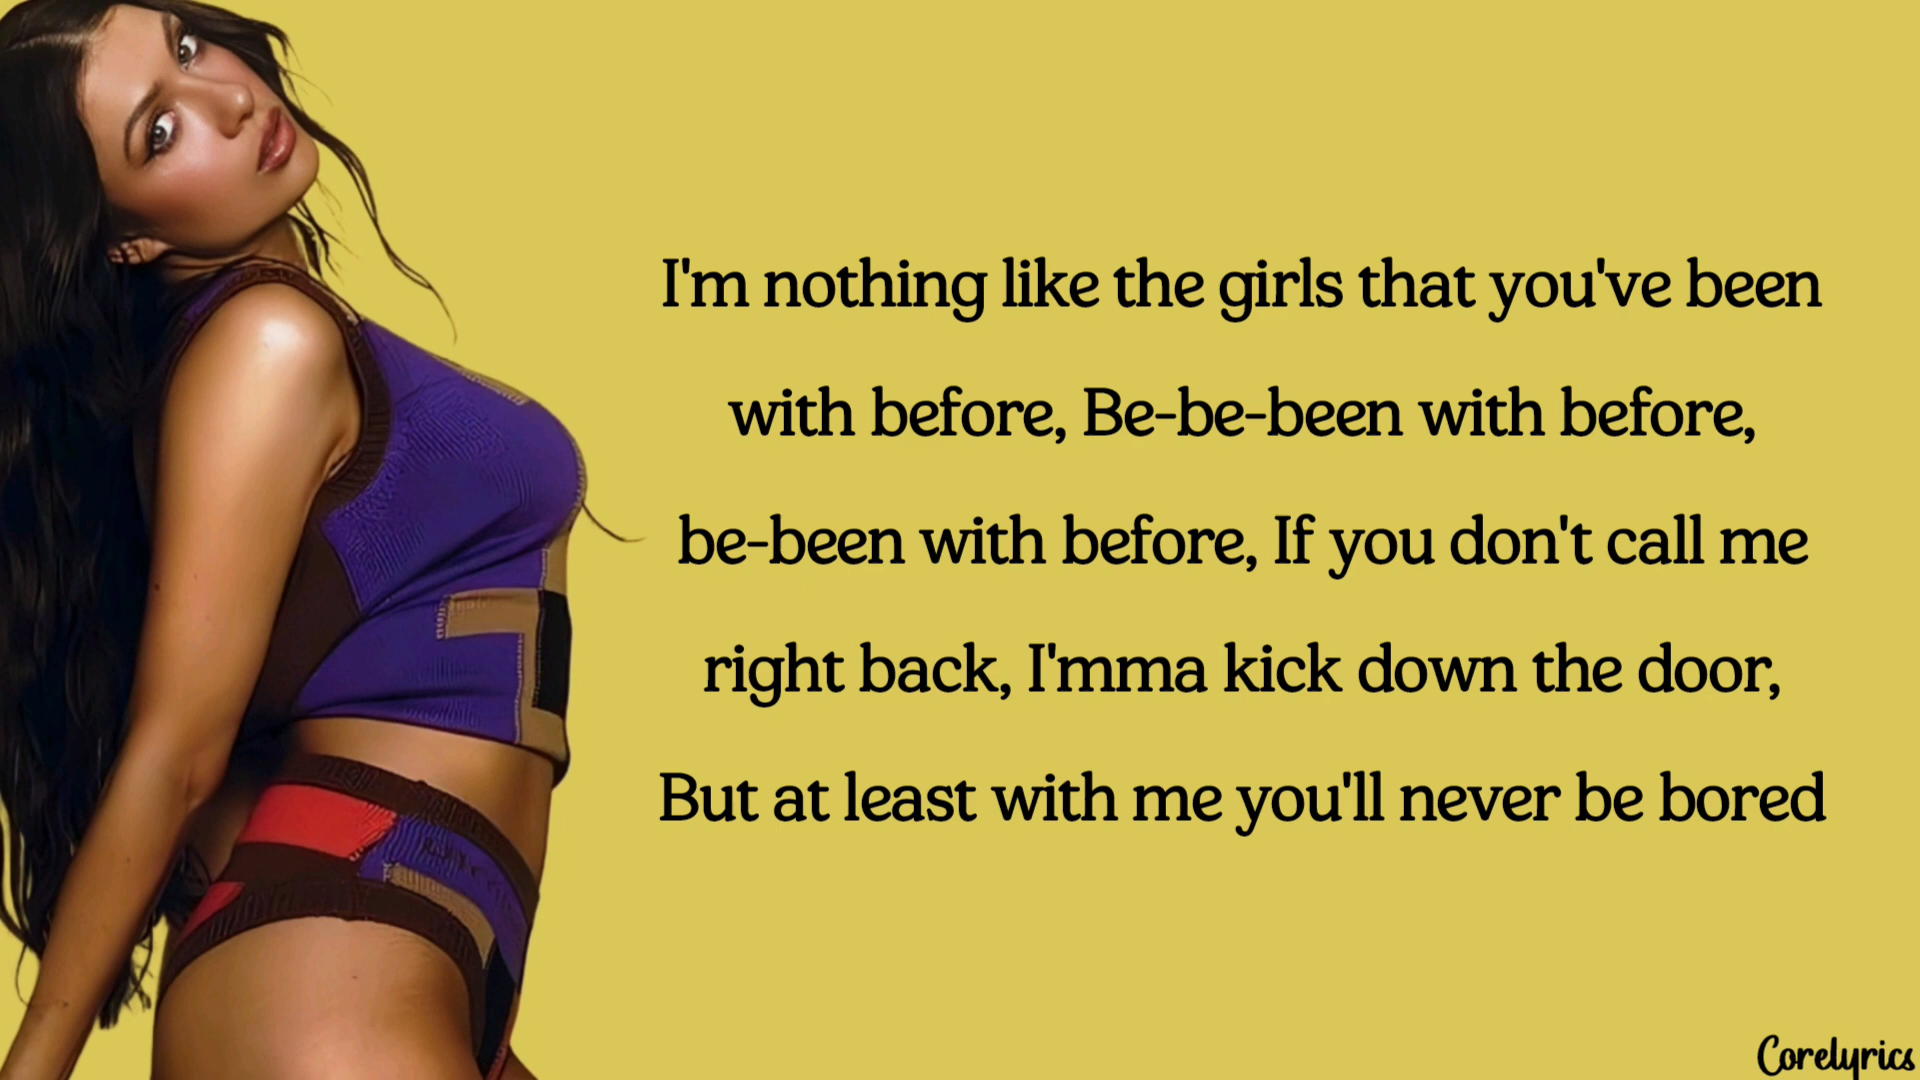 I'm nothing like the girls that you've been
with before, Be-be-been with before,
be-been with before, If you don't call me
right back, I'mma kick down the door,
But at least with me you'll never be bored
Corelyrics